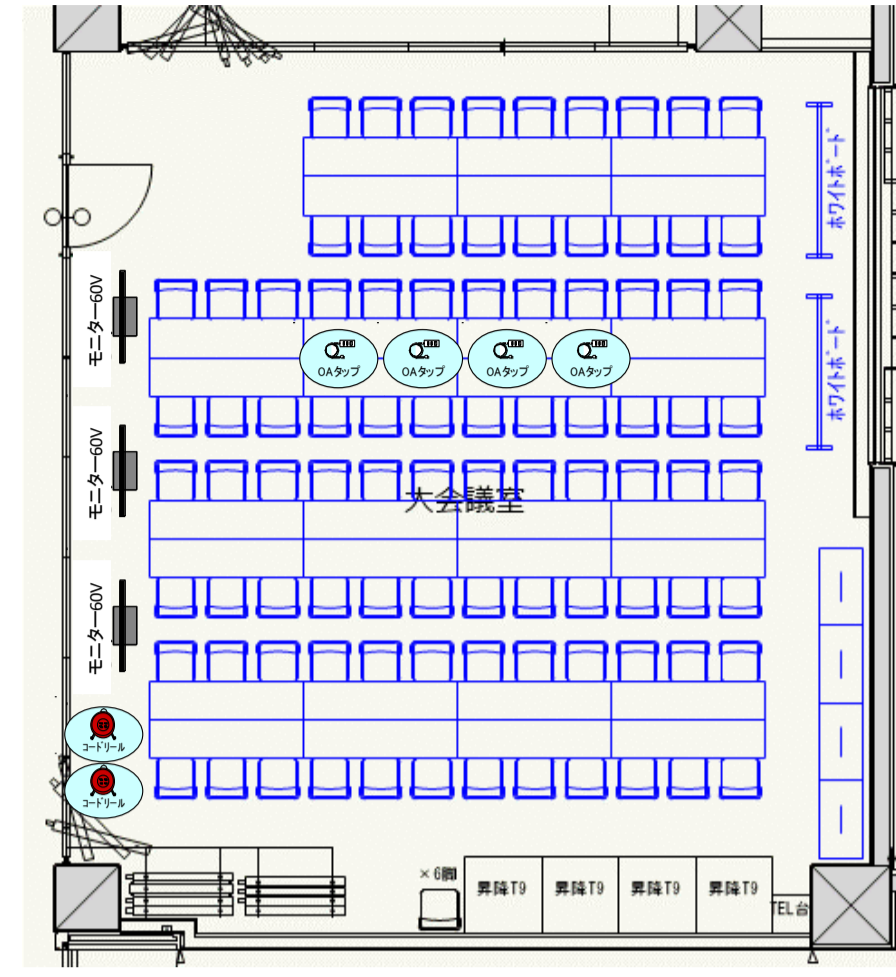 ホワイトボード
モニター60V
OAタップ
OAタップ
OAタップ
OAタップ
ホワイトボード
モニター60V
大会議室
モニター60V
コードリール
コードリール
×6脚
昇降T9
昇降T9
昇降T9
昇降T9
TEL台